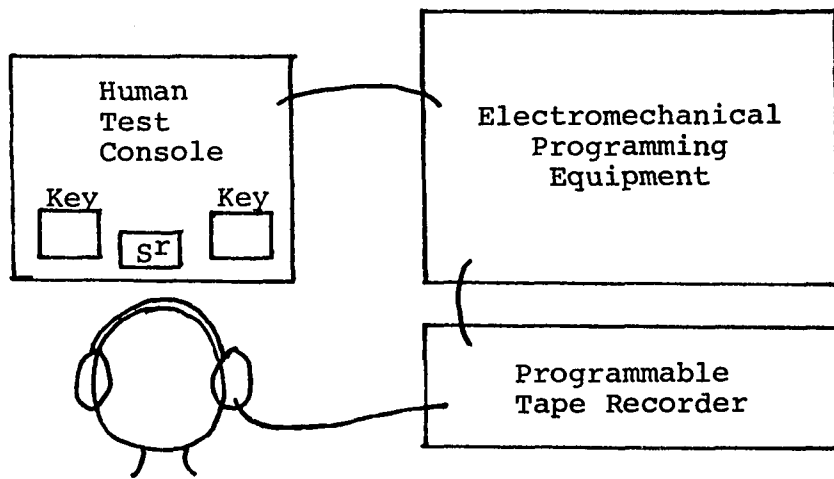 Human
Test
Console
Key
Key
Sr
Electromechanical
Programming
Equipment
Programmable
Tape Recorder